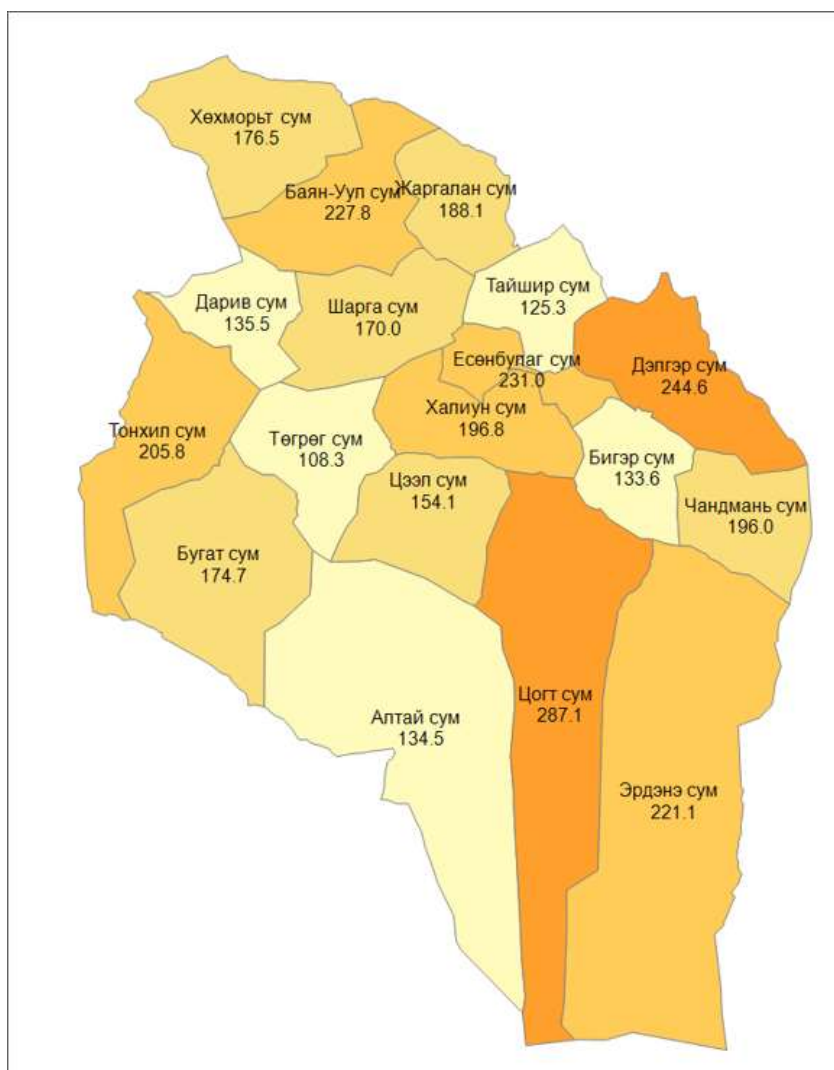 Хөхморьт сум
176.5
Баян-Уул сум
227.8
Жаргалан сум
188.1
Тайшир сум
125.3
Дарив сум
135.5
Шарга сум
170.0
Есөнбулаг сум
231.0
Дэлгэр сум
244.6
Халиун сум
196.8
Тонхил сум
205.8
Төгрөг сум
108.3
Бигэр сум
133.6
Цээл сум
154.1
Чандмань сум
196.0
Бугат сум
174.7
Цогт сум
287.1
Алтай сум
134.5
Эрдэнэ сум
221.1